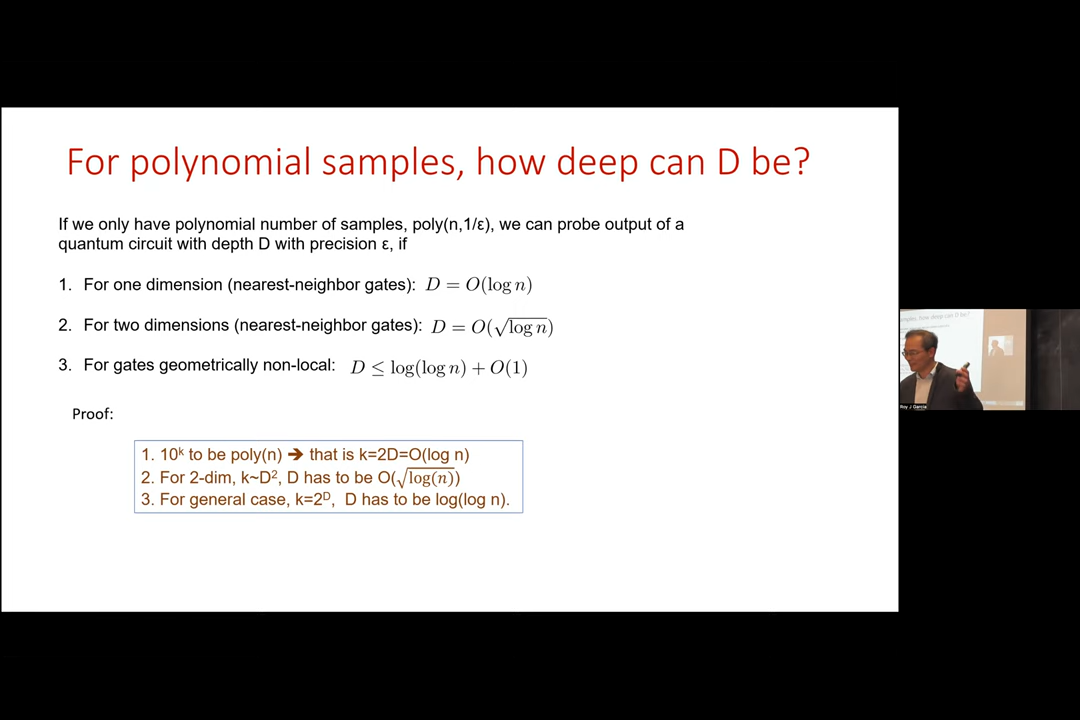 For polynomial samples, how deep can D be?
If we only have polynomial number of samples, poly(n,1/ε), we can probe output of a
quantum circuit with depth D with precision ε, if
1. For one dimension (nearest-neighbor gates): D = O(log n)
2. For two dimensions (nearest-neighbor gates): D = O(√log n)
3. For gates geometrically non-local: D ≤ log(log n) + O(1)
Proof:
1. 10ᵏ to be poly(n) ➔ that is k=2D=O(log n)
2. For 2-dim, k~D², D has to be O(√log(n))
3. For general case, k=2ᴰ, D has to be log(log n).
Roy J Garcia